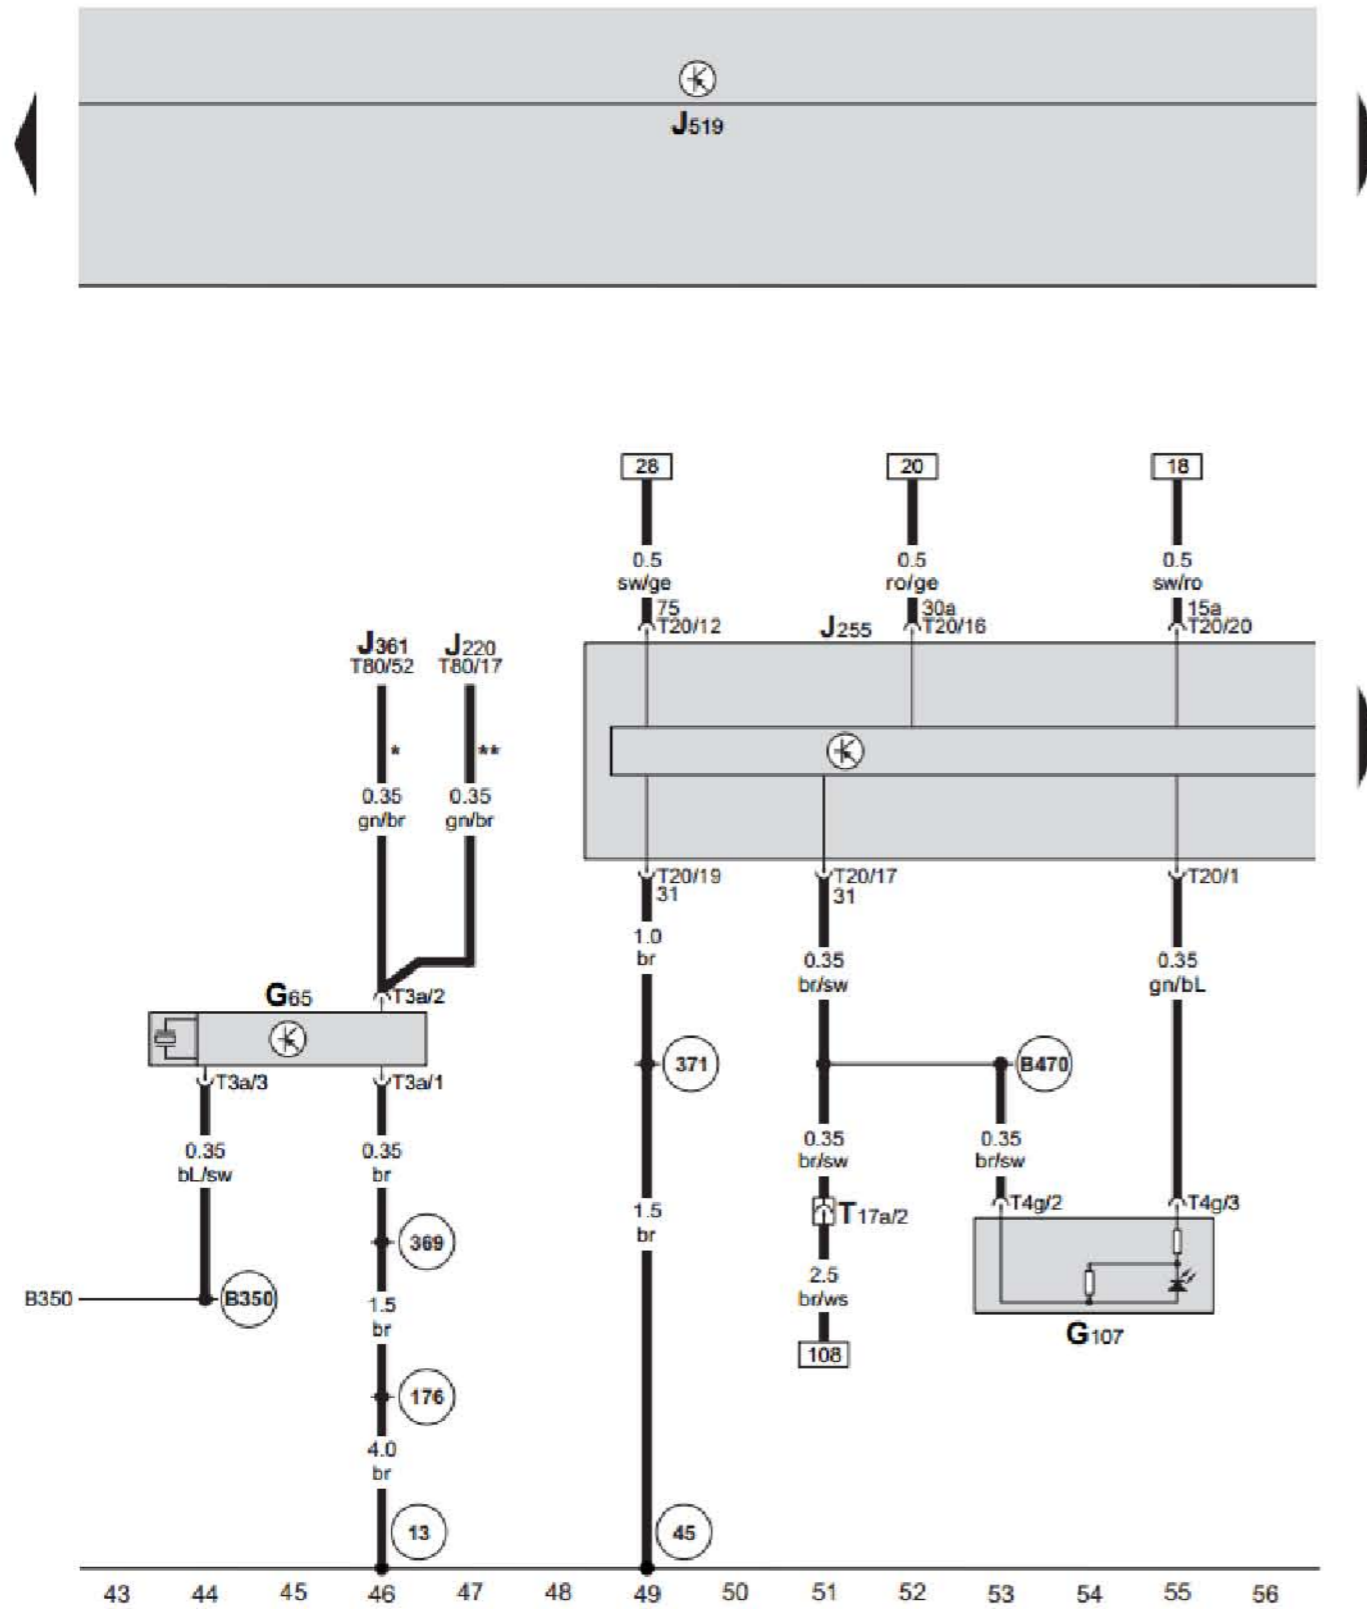 J519
28
20
18
0.5
sw/ge
0.5
ro/ge
0.5
sw/ro
75
T20/12
J255
30a
T20/16
15a
T20/20
J361
T80/52
J220
T80/17
*
**
0.35
gn/br
0.35
gn/br
T20/19
31
T20/17
31
T20/1
1.0
br
0.35
br/sw
0.35
gn/bL
G65
T3a/2
371
B470
T3a/3
T3a/1
0.35
bL/sw
0.35
br
0.35
br/sw
0.35
br/sw
1.5
br
T17a/2
T4g/2
T4g/3
369
B350
B350
1.5
br
2.5
br/ws
108
G107
176
4.0
br
13
45
43 44 45 46 47 48 49 50 51 52 53 54 55 56